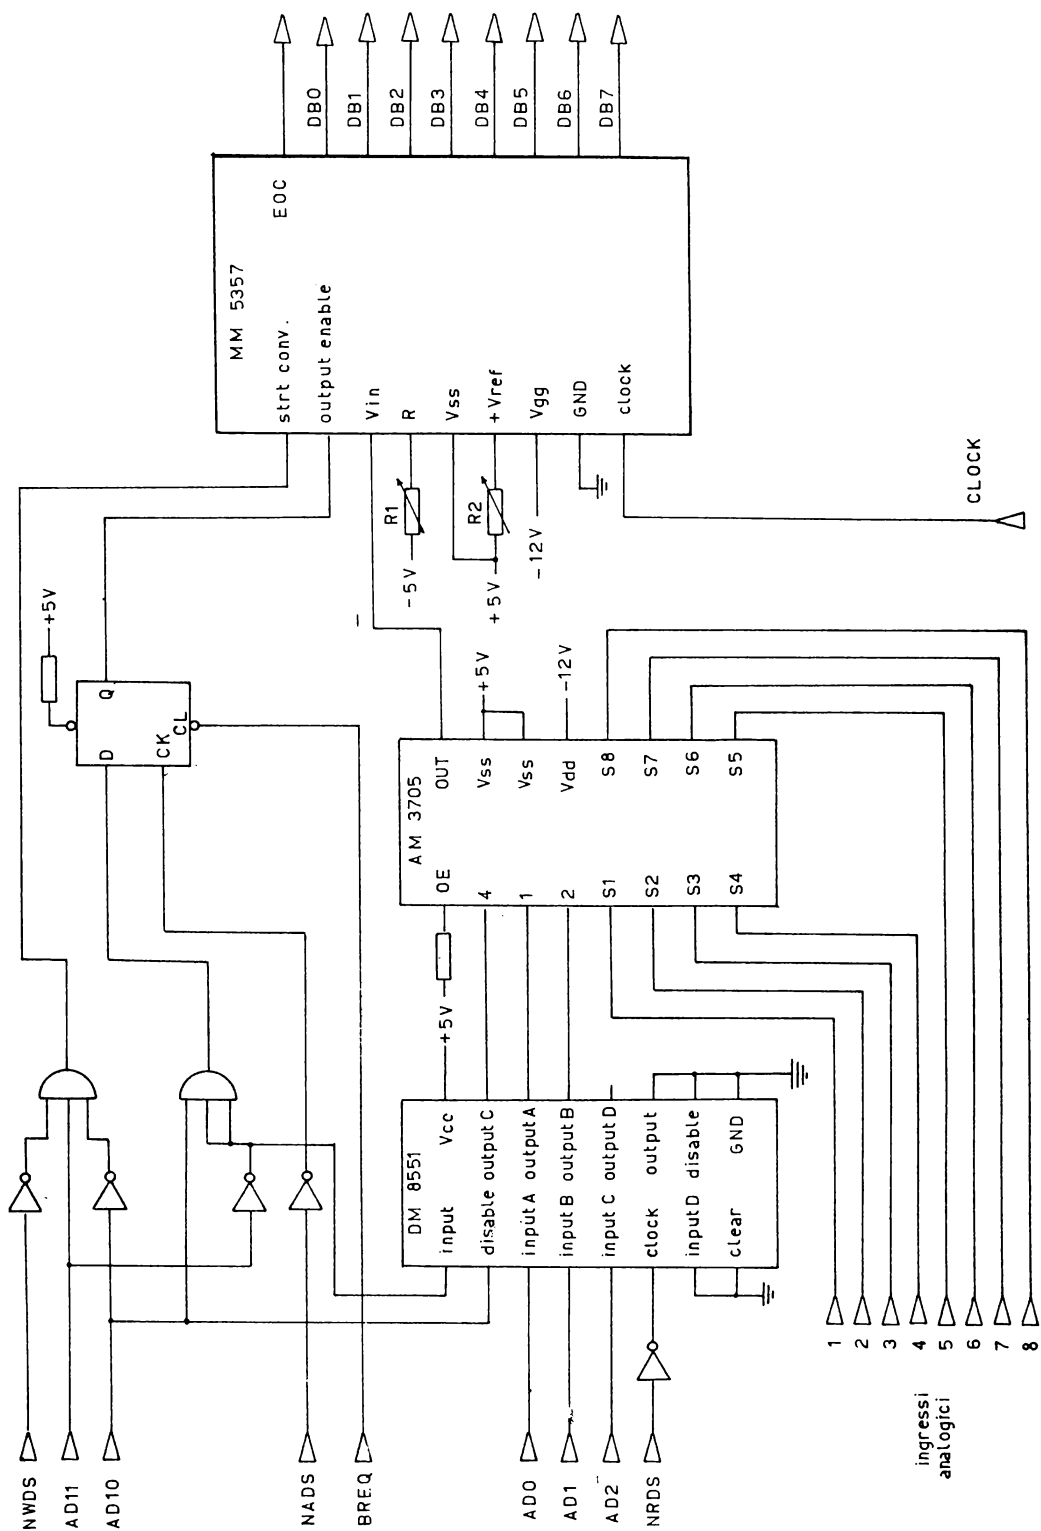 NWDS
AD11
AD10
NADS
BREQ
AD0
AD1
AD2
NRDS
ingressi
analogici
1
2
3
4
5
6
7
8
DM 8551
input Vcc
disable output C
input A output A
input B output B
input C output D
clock output
input D disable
clear GND
+5V
AM 3705
OE OUT
4 Vss
1 Vss
2 Vdd
S1 S8
S2 S7
S3 S6
S4 S5
+5V
-12V
D Q
CK
CL
+5V
-5V
R1
+5V
R2
-12V
CLOCK
MM 5357
strt conv. EOC
output enable
Vin
R
Vss
+Vref
Vgg
GND
clock
DB0
DB1
DB2
DB3
DB4
DB5
DB6
DB7